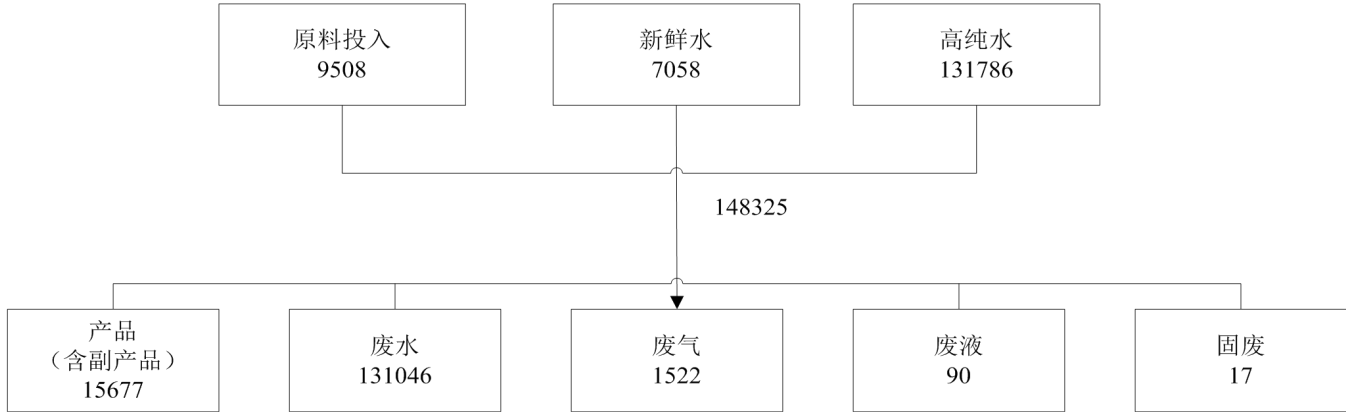 原料投入
9508
新鲜水
7058
高纯水
131786
148325
产品
（含副产品）
15677
废水
131046
废气
1522
废液
90
固废
17